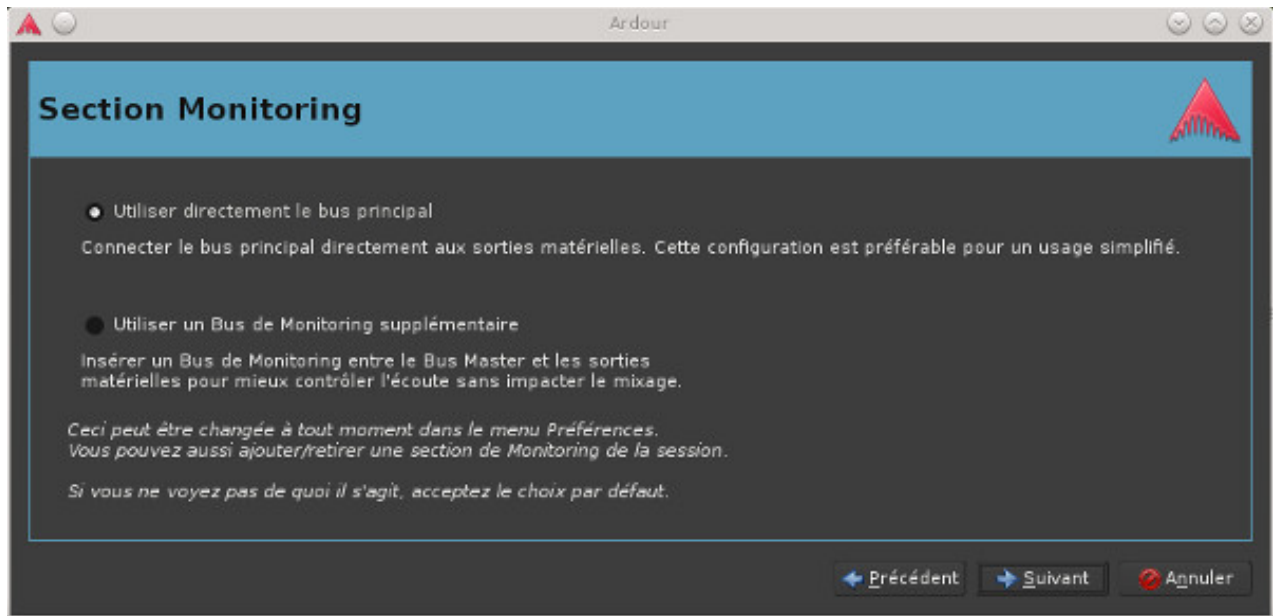 Ardour
Section Monitoring
Utiliser directement le bus principal
Connecter le bus principal directement aux sorties matérielles. Cette configuration est préférable pour un usage simplifié.
Utiliser un Bus de Monitoring supplémentaire
Insérer un Bus de Monitoring entre le Bus Master et les sorties
matérielles pour mieux contrôler l'écoute sans impacter le mixage.
Ceci peut être changée à tout moment dans le menu Préférences.
Vous pouvez aussi ajouter/retirer une section de Monitoring de la session.
Si vous ne voyez pas de quoi il s'agit, acceptez le choix par défaut.
Précédent Suivant Annuler